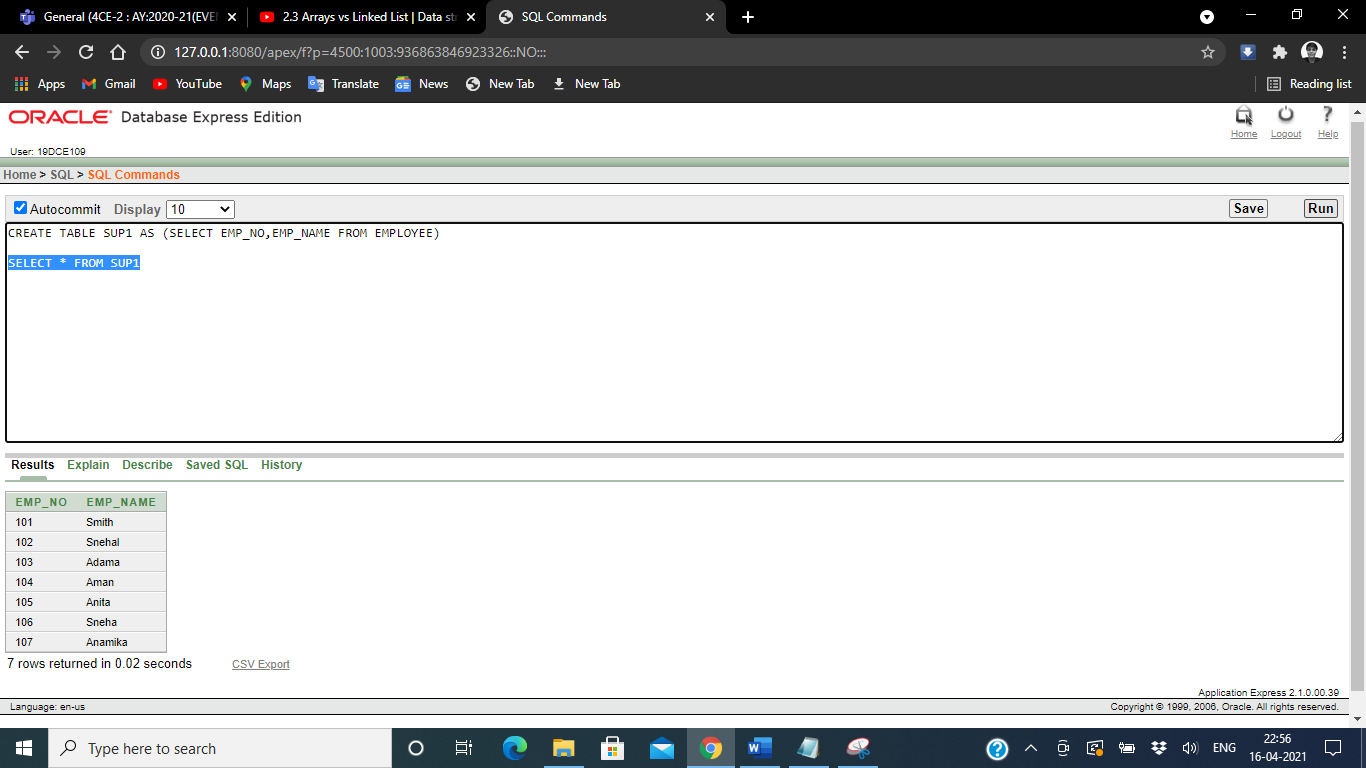 General (4CE-2 : AY:2020-21(EVEN
2.3 Arrays vs Linked List | Data str
SQL Commands
127.0.0.1:8080/apex/f?p=4500:1003:936863846923326::NO:::
Apps Gmail YouTube Maps Translate News New Tab New Tab Reading list
ORACLE Database Express Edition
Home Logout Help
User: 19DCE109
Home > SQL > SQL Commands
Autocommit Display 10 Save Run
CREATE TABLE SUP1 AS (SELECT EMP_NO,EMP_NAME FROM EMPLOYEE)
SELECT * FROM SUP1
Results Explain Describe Saved SQL History
EMP_NO EMP_NAME
101 Smith
102 Snehal
103 Adama
104 Aman
105 Anita
106 Sneha
107 Anamika
7 rows returned in 0.02 seconds CSV Export
Application Express 2.1.0.00.39
Language: en-us Copyright © 1999, 2006, Oracle. All rights reserved.
Type here to search
ENG
22:56
16-04-2021